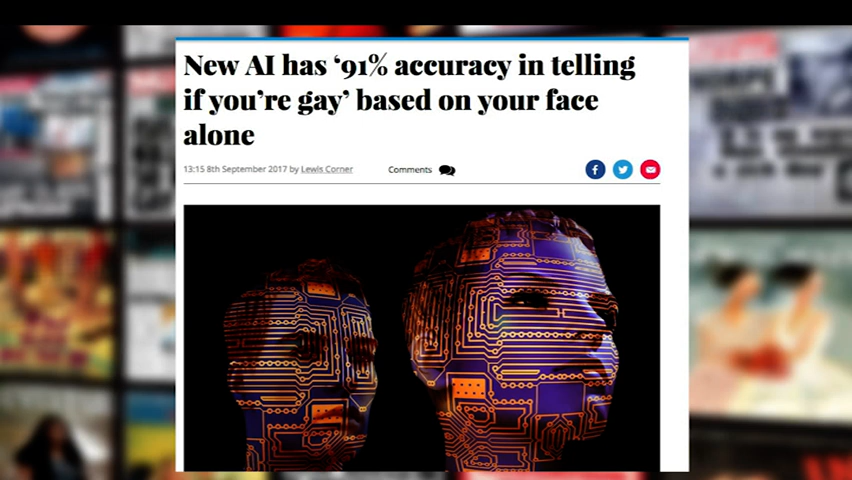 New AI has ‘91% accuracy in telling
if you’re gay’ based on your face
alone
13:15 8th September 2017 by Lewis Corner Comments